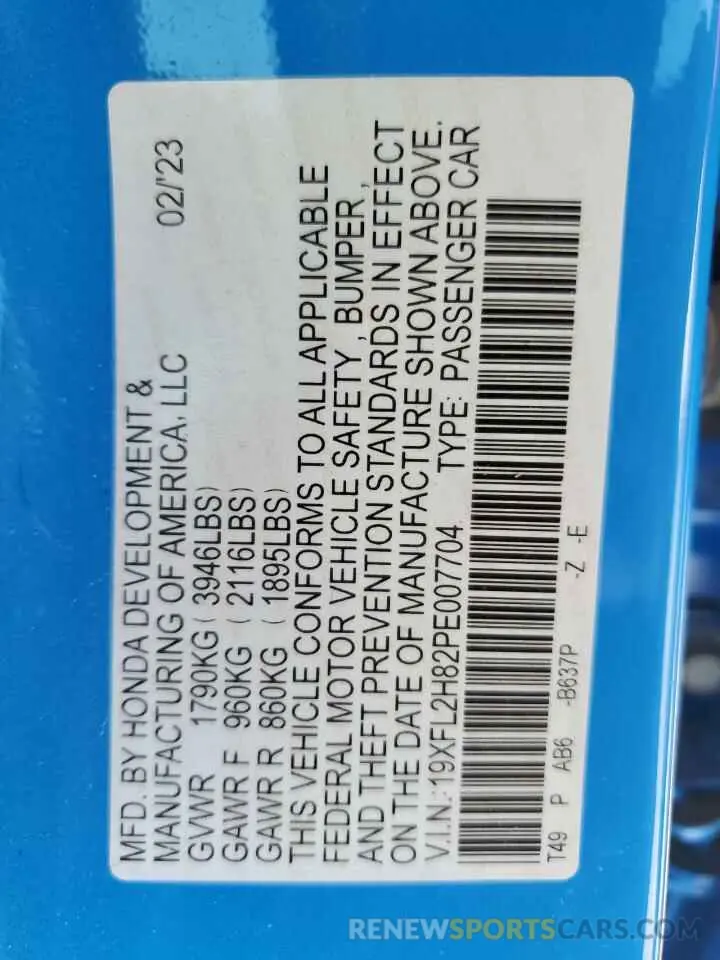 MFD. BY HONDA DEVELOPMENT &
MANUFACTURING OF AMERICA, LLC 02/'23
GVWR 1790KG ( 3946LBS)
GAWR F 960KG ( 2116LBS)
GAWR R 860KG ( 1895LBS)
THIS VEHICLE CONFORMS TO ALL APPLICABLE
FEDERAL MOTOR VEHICLE SAFETY , BUMPER ,
AND THEFT PREVENTION STANDARDS IN EFFECT
ON THE DATE OF MANUFACTURE SHOWN ABOVE.
V.I.N.:19XFL2H82PE007704 TYPE: PASSENGER CAR
T49 P AB6 -B637P -Z -E
RENEWSPORTSCARS.COM